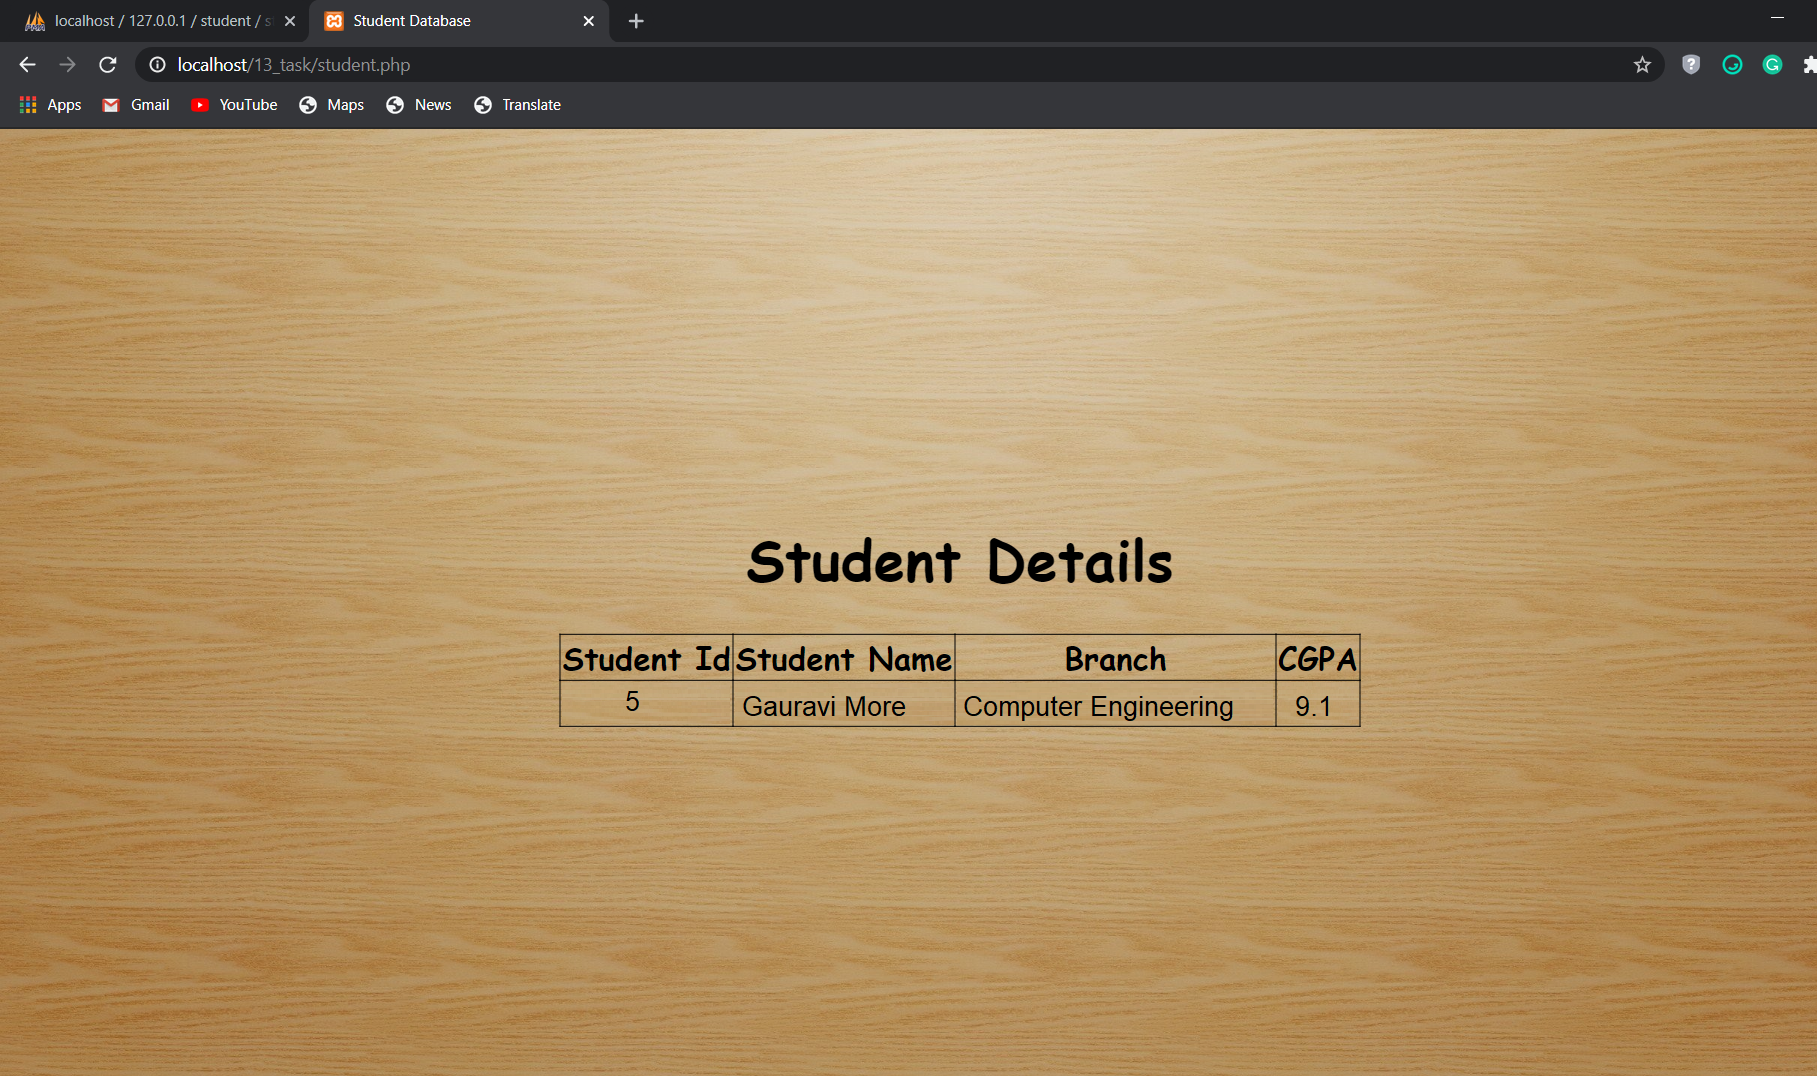 localhost / 127.0.0.1 / student / s
Student Database
localhost/13_task/student.php
Apps Gmail YouTube Maps News Translate
Student Details
Student Id Student Name Branch CGPA
5 Gauravi More Computer Engineering 9.1